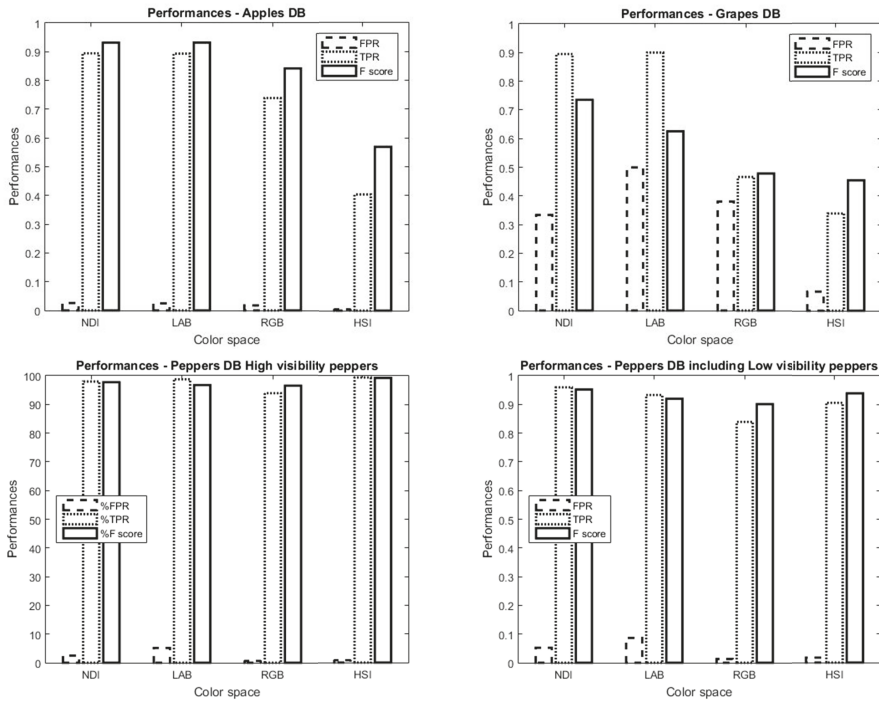 Performances - Apples DB
1
0.9
0.8
0.7
0.6
0.5
0.4
0.3
0.2
0.1
0
Performances
FPR
TPR
F score
NDI LAB RGB HSI
Color space
Performances - Grapes DB
1
0.9
0.8
0.7
0.6
0.5
0.4
0.3
0.2
0.1
0
Performances
FPR
TPR
F score
NDI LAB RGB HSI
Color space
Performances - Peppers DB High visibility peppers
100
90
80
70
60
50
40
30
20
10
0
Performances
%FPR
%TPR
%F score
NDI LAB RGB HSI
Color space
Performances - Peppers DB including Low visibility peppers
1
0.9
0.8
0.7
0.6
0.5
0.4
0.3
0.2
0.1
0
Performances
FPR
TPR
F score
NDI LAB RGB HSI
Color space